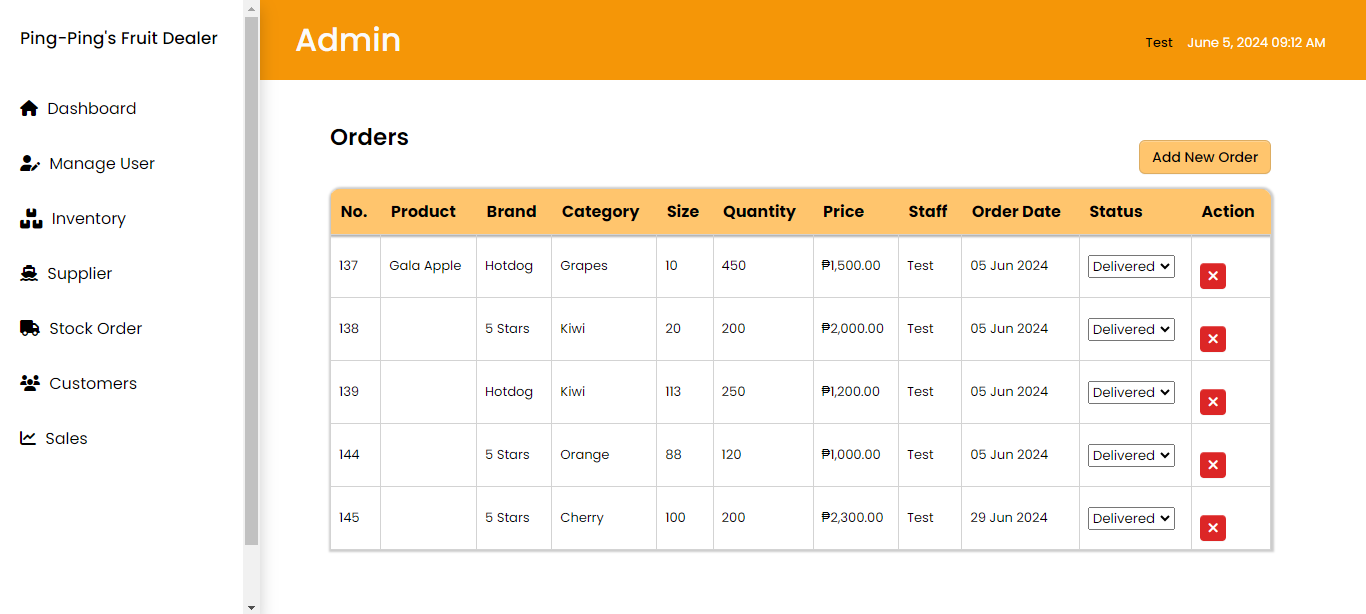 Ping-Ping's Fruit Dealer
Dashboard
Manage User
Inventory
Supplier
Stock Order
Customers
Sales
Admin
Test June 5, 2024 09:12 AM
Orders
Add New Order
No. Product Brand Category Size Quantity Price Staff Order Date Status Action
137 Gala Apple Hotdog Grapes 10 450 ₱1,500.00 Test 05 Jun 2024 Delivered
138 5 Stars Kiwi 20 200 ₱2,000.00 Test 05 Jun 2024 Delivered
139 Hotdog Kiwi 113 250 ₱1,200.00 Test 05 Jun 2024 Delivered
144 5 Stars Orange 88 120 ₱1,000.00 Test 05 Jun 2024 Delivered
145 5 Stars Cherry 100 200 ₱2,300.00 Test 29 Jun 2024 Delivered